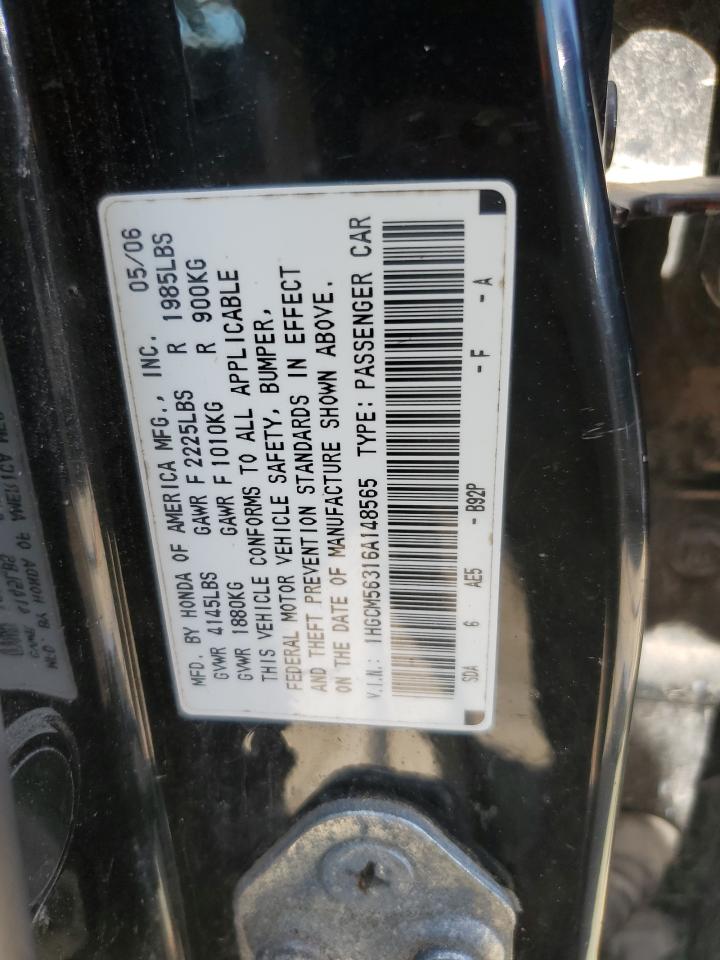 MFD. BY HONDA OF AMERICA MFG., INC. 05/06
GVWR 4145LBS GAWR F 2225LBS R 1985LBS
GVWR 1880KG GAWR F 1010KG R 900KG
THIS VEHICLE CONFORMS TO ALL APPLICABLE
FEDERAL MOTOR VEHICLE SAFETY, BUMPER,
AND THEFT PREVENTION STANDARDS IN EFFECT
ON THE DATE OF MANUFACTURE SHOWN ABOVE.
V.I.N.: 1HGCM56316A148565 TYPE: PASSENGER CAR
SDA 6 AE5 - B92P - F - A